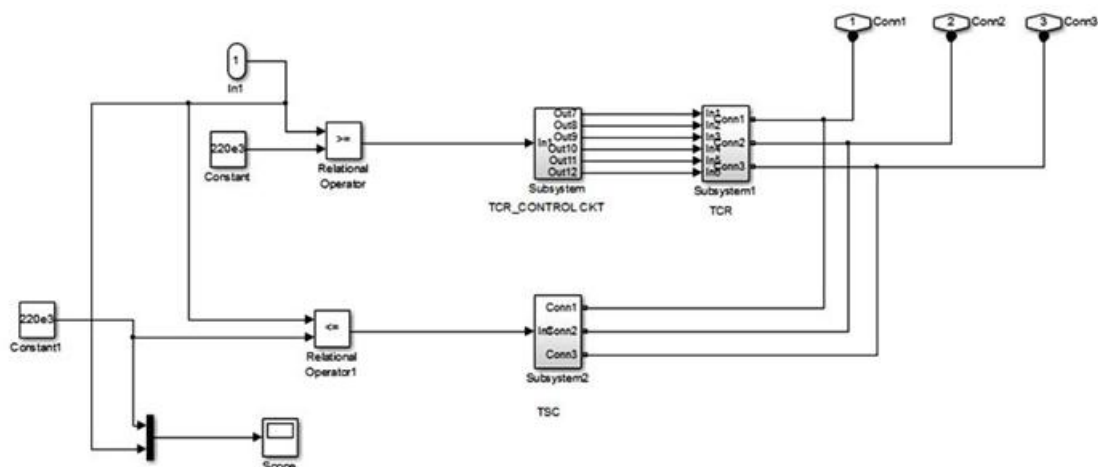 1 Conn1
2 Conn2
3 Conn3
1
In1
220e3
Constant
>=
Relational
Operator
In1
Out7
Out8
Out9
Out10
Out11
Out12
Subsystem
TCR_CONTROL CKT
In1
In2
In3
In4
In5
In6
Conn1
Conn2
Conn3
Subsystem1
TCR
220e3
Constant1
<=
Relational
Operator1
Conn1
Conn2
Conn3
Subsystem2
TSC
Scope